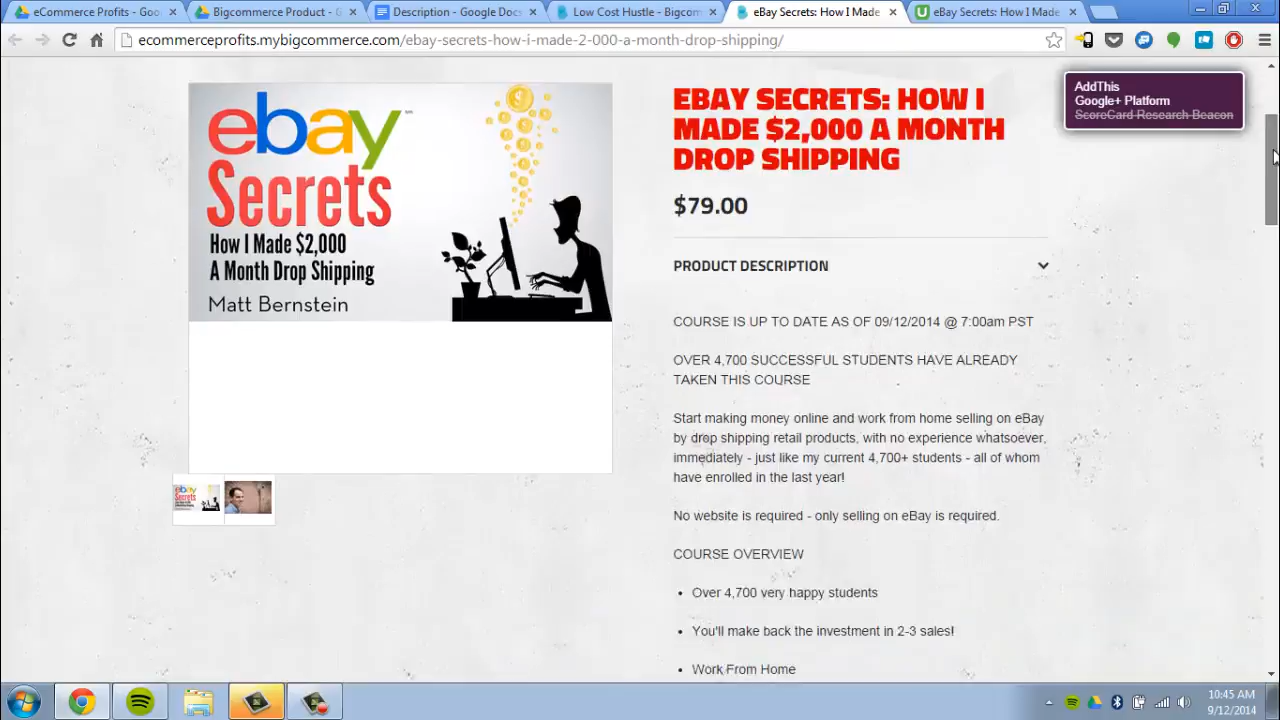 eCommerce Profits - Goo
Bigcommerce Product - G
Description - Google Docs
Low Cost Hustle - Bigcom
eBay Secrets: How I Made
eBay Secrets: How I Made
ecommerceprofits.mybigcommerce.com/ebay-secrets-how-i-made-2-000-a-month-drop-shipping/
AddThis
Google+ Platform
ScoreCard Research Beacon
ebay
Secrets
How I Made $2,000
A Month Drop Shipping
Matt Bernstein
EBAY SECRETS: HOW I
MADE $2,000 A MONTH
DROP SHIPPING
$79.00
PRODUCT DESCRIPTION
COURSE IS UP TO DATE AS OF 09/12/2014 @ 7:00am PST
OVER 4,700 SUCCESSFUL STUDENTS HAVE ALREADY
TAKEN THIS COURSE
Start making money online and work from home selling on eBay
by drop shipping retail products, with no experience whatsoever,
immediately - just like my current 4,700+ students - all of whom
have enrolled in the last year!
No website is required - only selling on eBay is required.
COURSE OVERVIEW
• Over 4,700 very happy students
• You'll make back the investment in 2-3 sales!
• Work From Home
10:45 AM
9/12/2014